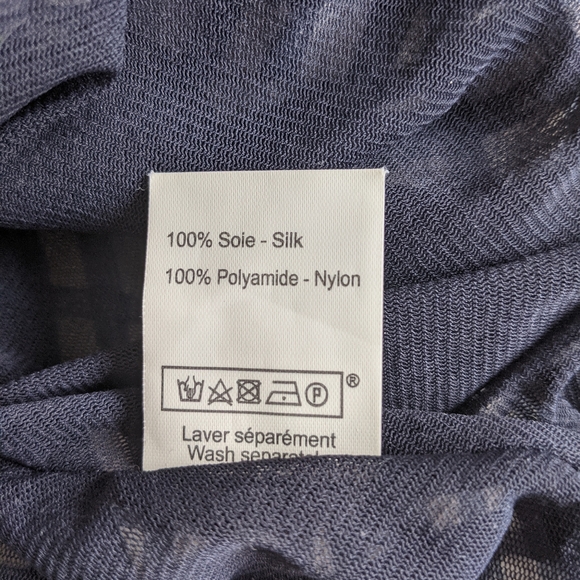 100% Soie - Silk
100% Polyamide - Nylon
P ®
Laver séparément
Wash